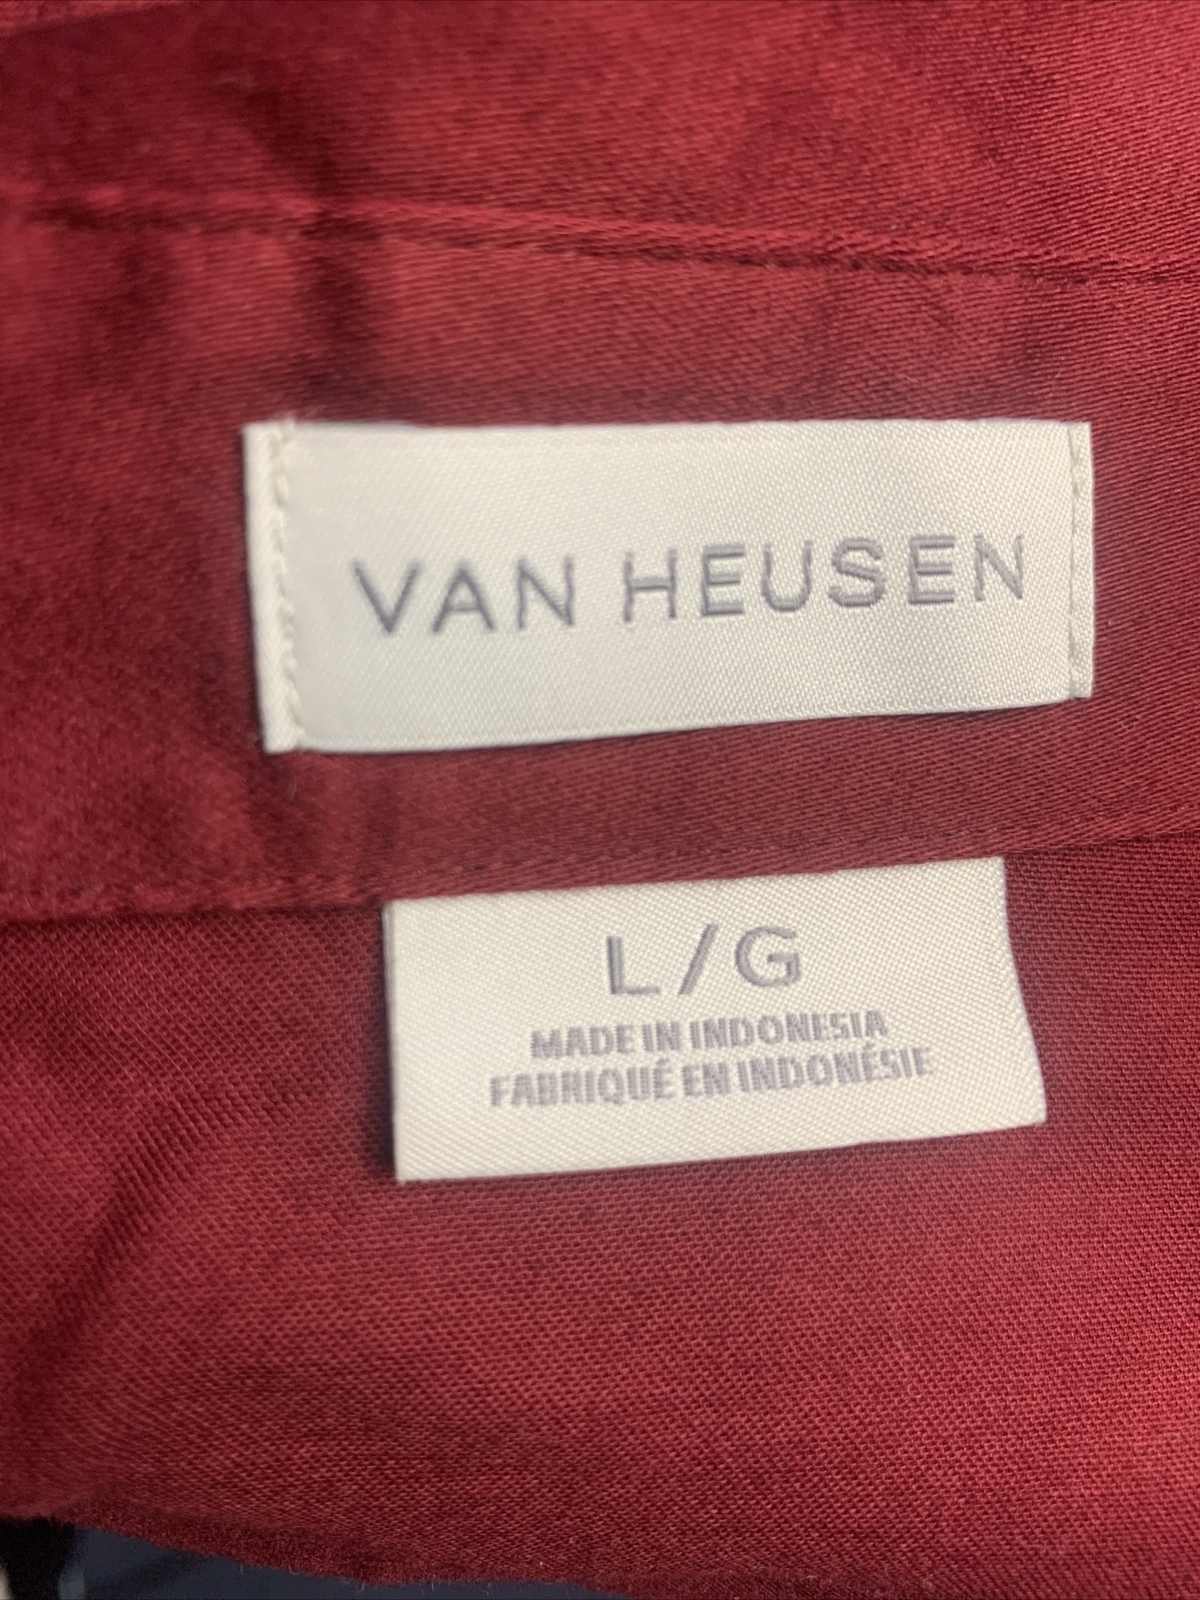 VAN HEUSEN
L/G
MADE IN INDONESIA
FABRIQUÉ EN INDONÉSIE